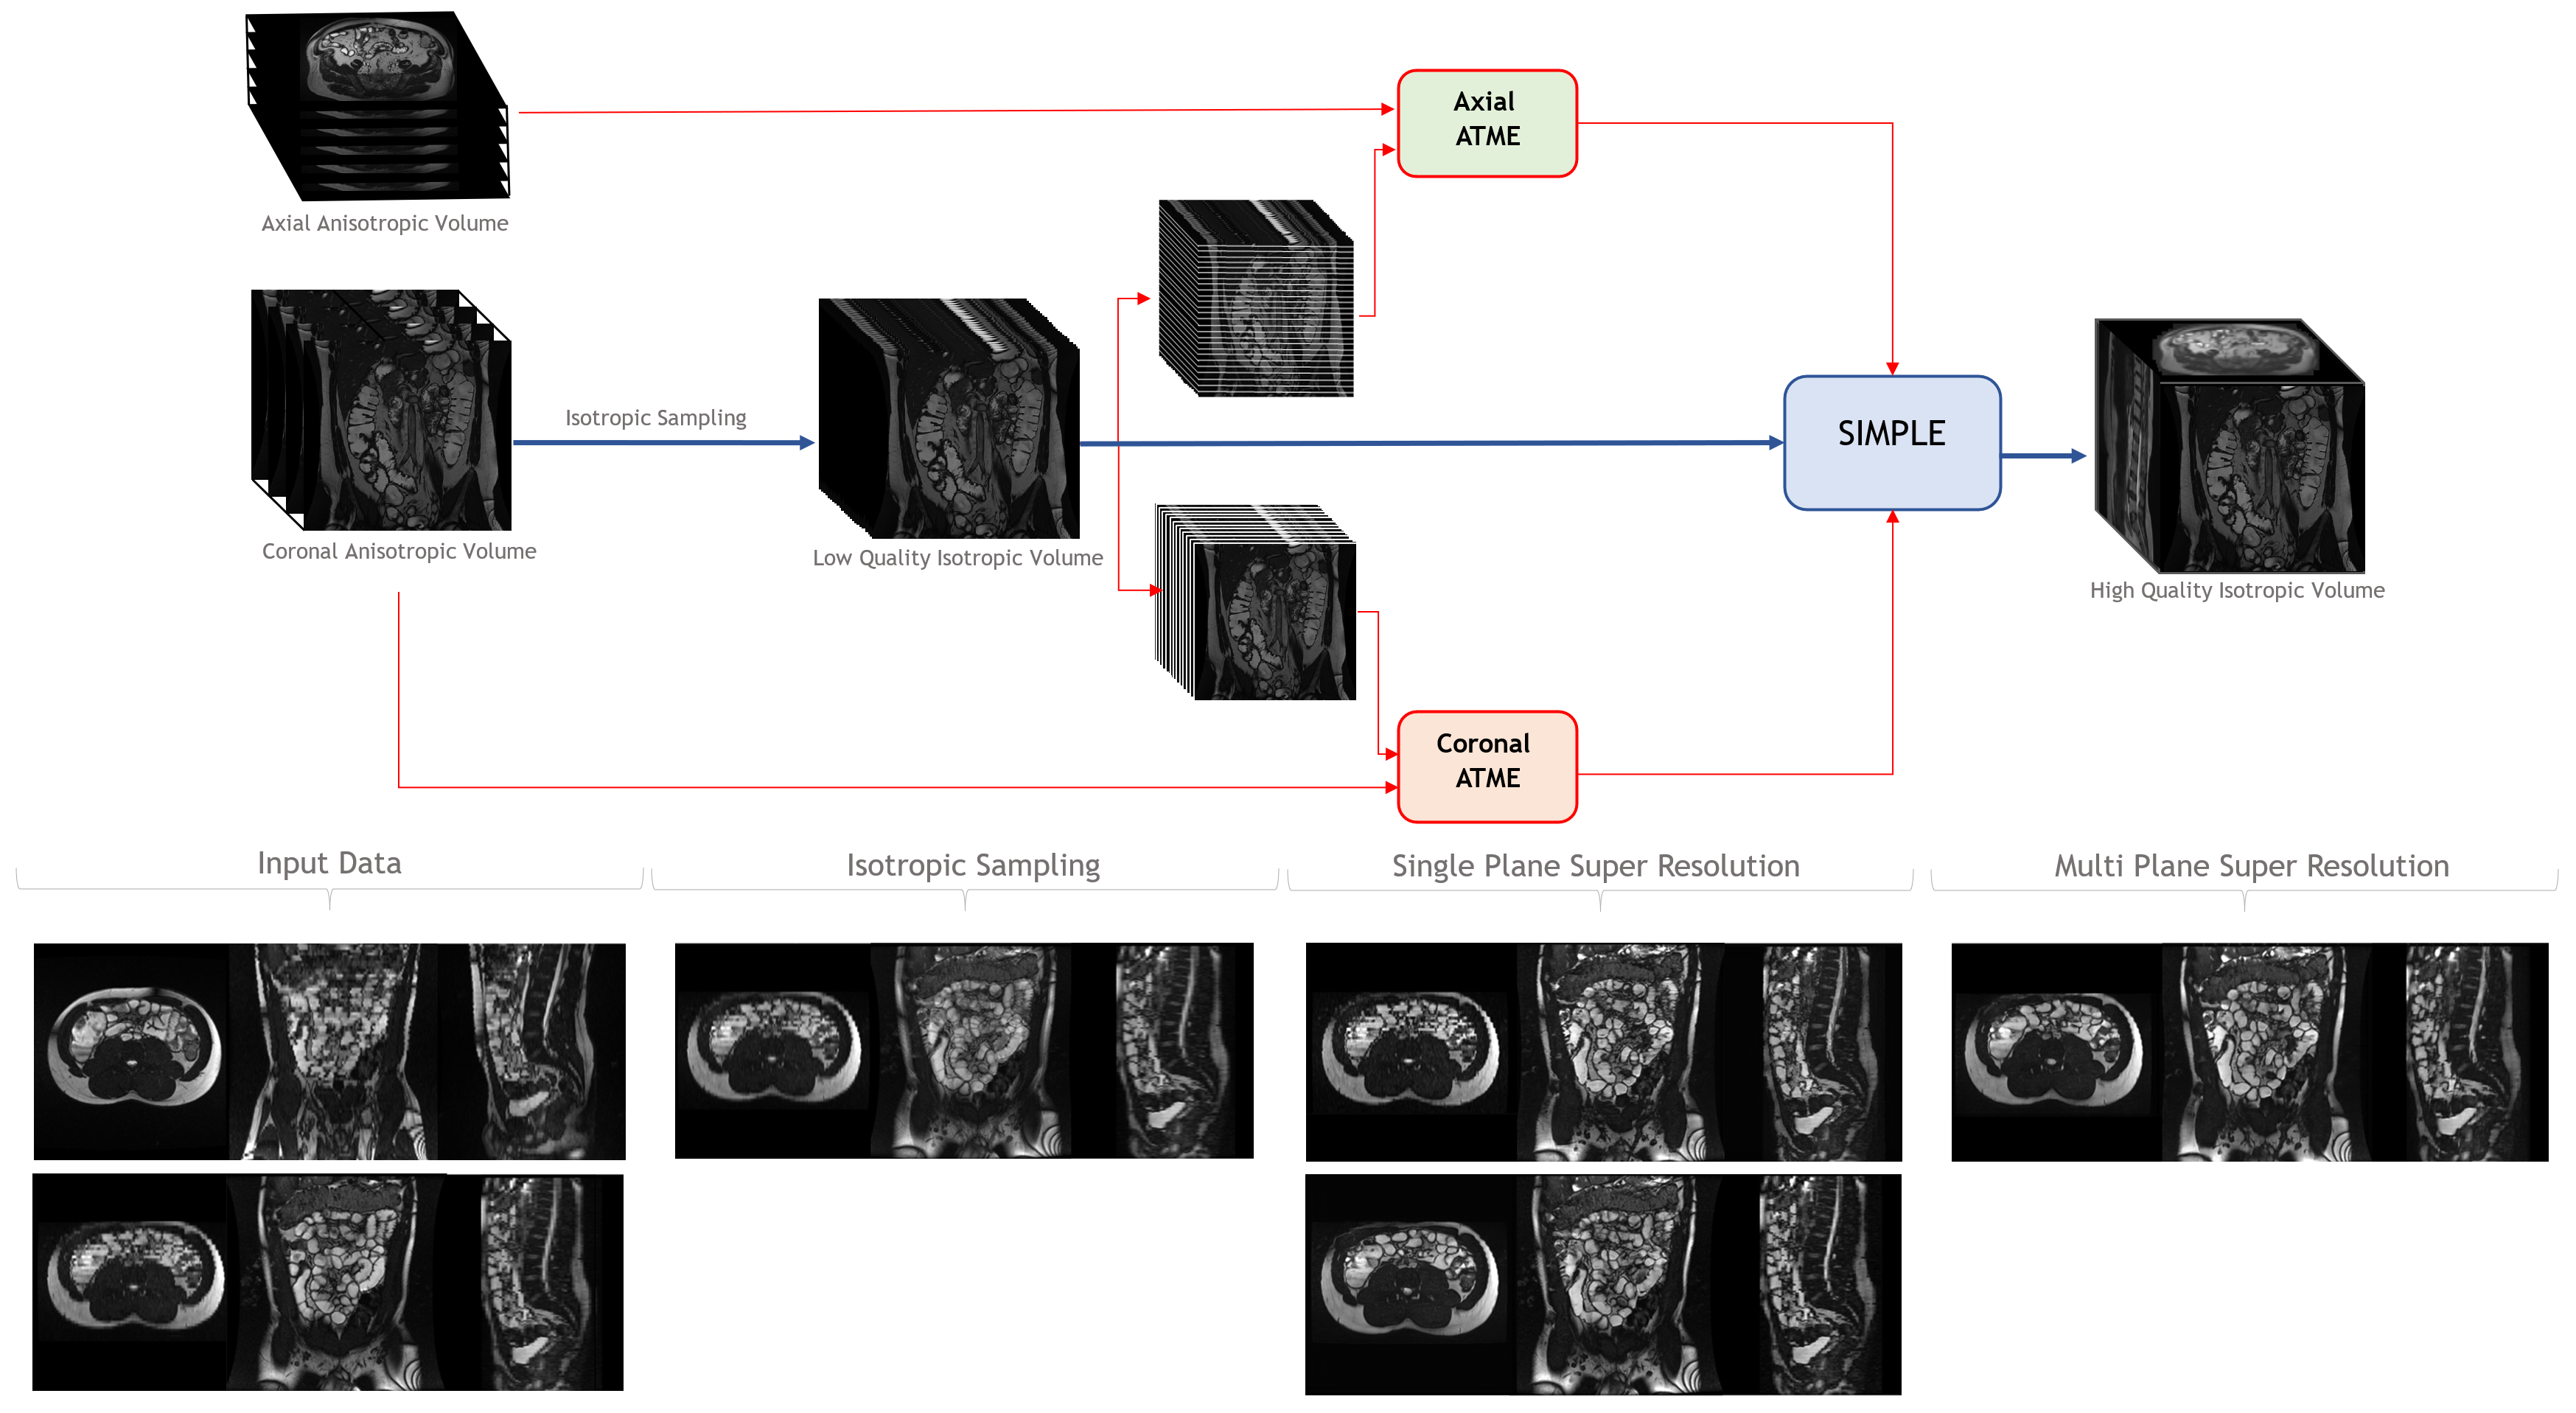 Axial
ATME
Axial Anisotropic Volume
Isotropic Sampling
SIMPLE
Coronal Anisotropic Volume
Low Quality Isotropic Volume
High Quality Isotropic Volume
Coronal
ATME
Input Data
Isotropic Sampling
Single Plane Super Resolution
Multi Plane Super Resolution